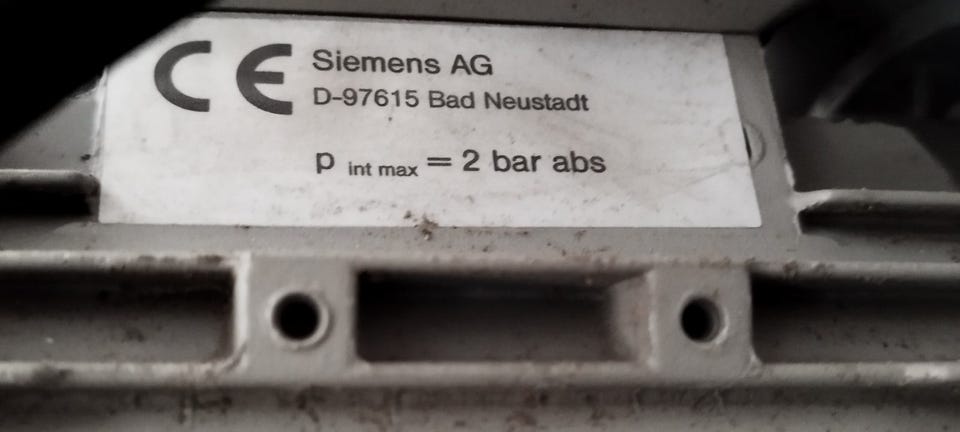 CE
Siemens AG
D-97615 Bad Neustadt
p int max = 2 bar abs